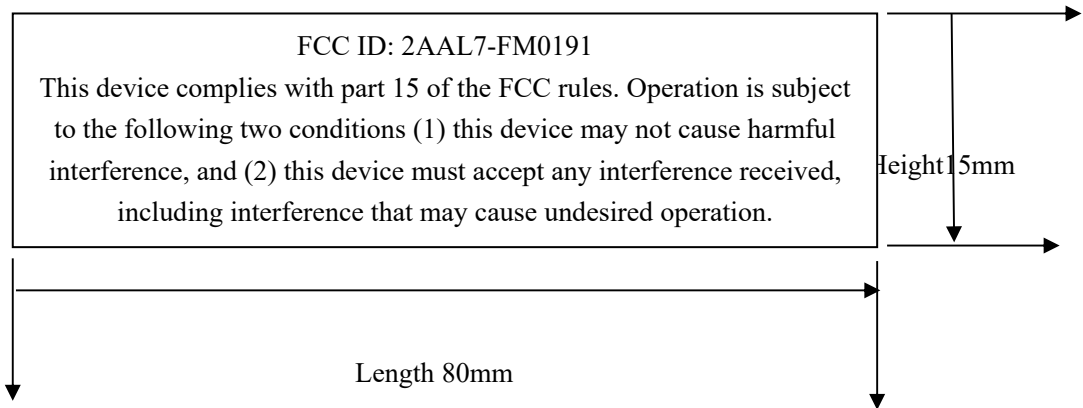 FCC ID: 2AAL7-FM0191
This device complies with part 15 of the FCC rules. Operation is subject
to the following two conditions (1) this device may not cause harmful
interference, and (2) this device must accept any interference received,
including interference that may cause undesired operation.
Height15mm
Length 80mm